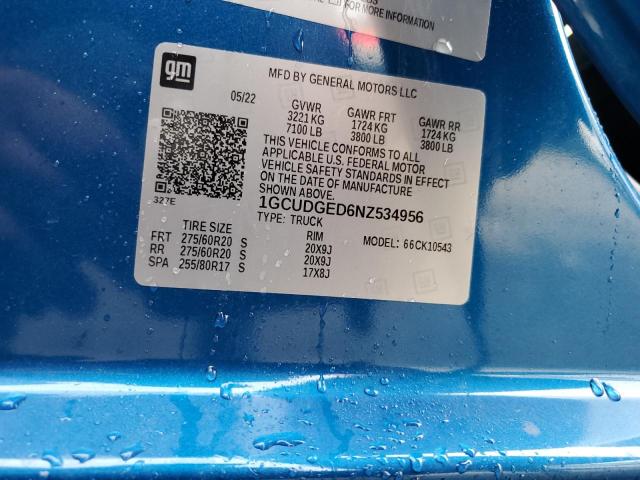 FOR MORE INFORMATION
gm
MFD BY GENERAL MOTORS LLC
05/22
GVWR GAWR FRT GAWR RR
3221 KG 1724 KG 1724 KG
7100 LB 3800 LB 3800 LB
THIS VEHICLE CONFORMS TO ALL
APPLICABLE U.S. FEDERAL MOTOR
VEHICLE SAFETY STANDARDS IN EFFECT
ON THE DATE OF MANUFACTURE
SHOWN ABOVE.
1GCUDGED6NZ534956
TYPE: TRUCK
327E
TIRE SIZE RIM MODEL: 66CK10543
FRT 275/60R20 S 20X9J
RR 275/60R20 S 20X9J
SPA 255/80R17 S 17X8J